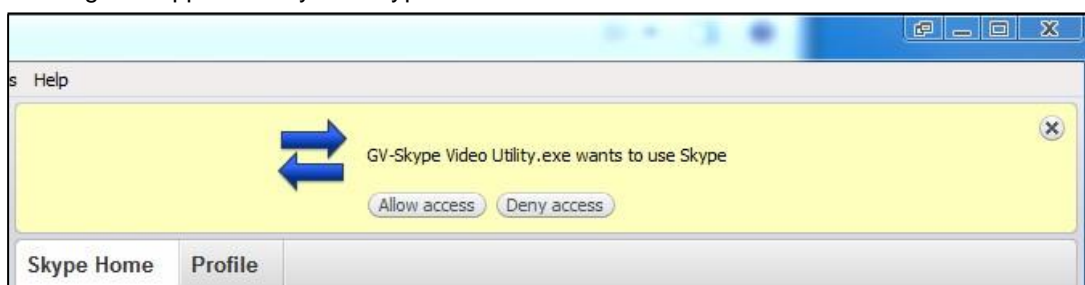 s Help
GV-Skype Video Utility.exe wants to use Skype
Allow access Deny access
Skype Home Profile